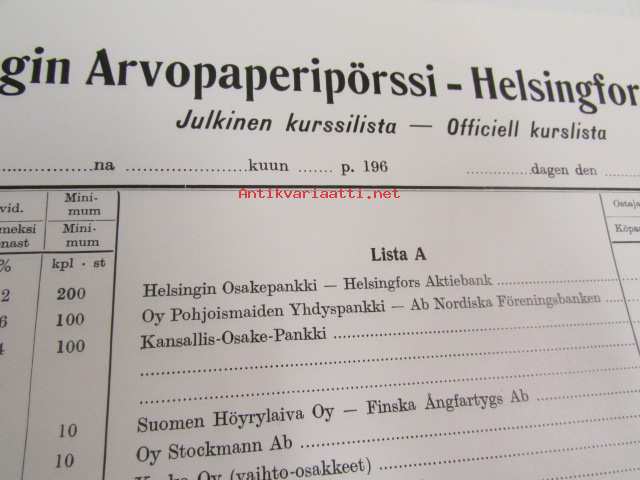 gin Arvopaperipörssi - Helsingfor
Julkinen kurssilista — Officiell kurslista
na kuun p. 196 dagen den
Antikvariaatti.net
vid. Mini-mum Ostaja
meksi Mini- Köpa
nast mum
Lista A
% kpl · st
2 200 Helsingin Osakepankki — Helsingfors Aktiebank
6 100 Oy Pohjoismaiden Yhdyspankki — Ab Nordiska Föreningsbanken
4 100 Kansallis-Osake-Pankki
10 Suomen Höyrylaiva Oy — Finska Ångfartygs Ab
10 Oy Stockmann Ab
Oy (vaihto-osakkeet)